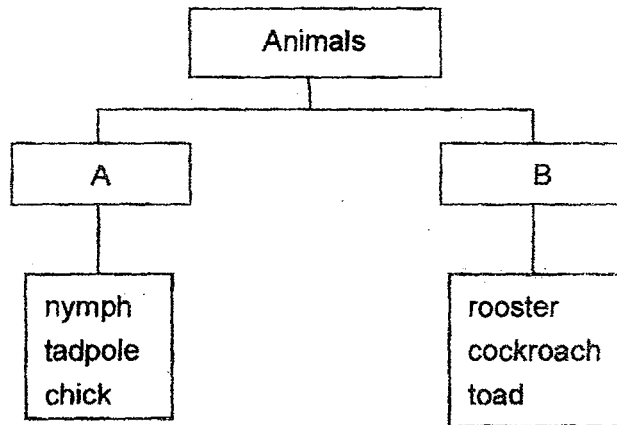 Animals
A
B
nymph
tadpole
chick
rooster
cockroach
toad